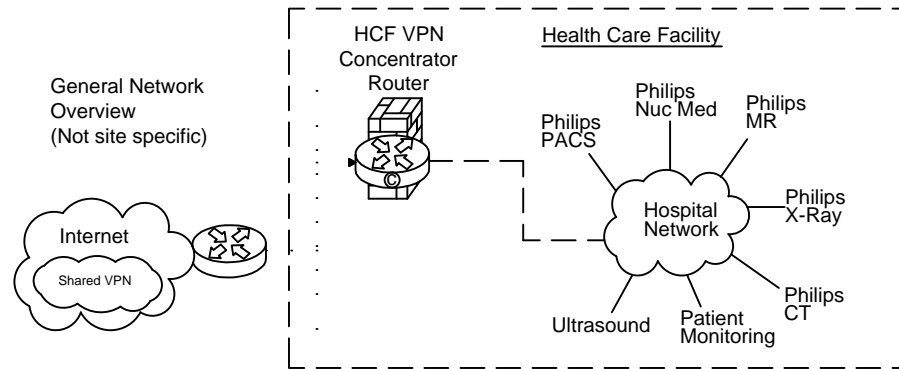 General Network
Overview
(Not site specific)
Internet
Shared VPN
HCF VPN
Concentrator
Router
C
Health Care Facility
Philips
PACS
Philips
Nuc Med
Philips
MR
Philips
X-Ray
Hospital
Network
Philips
CT
Patient
Monitoring
Ultrasound